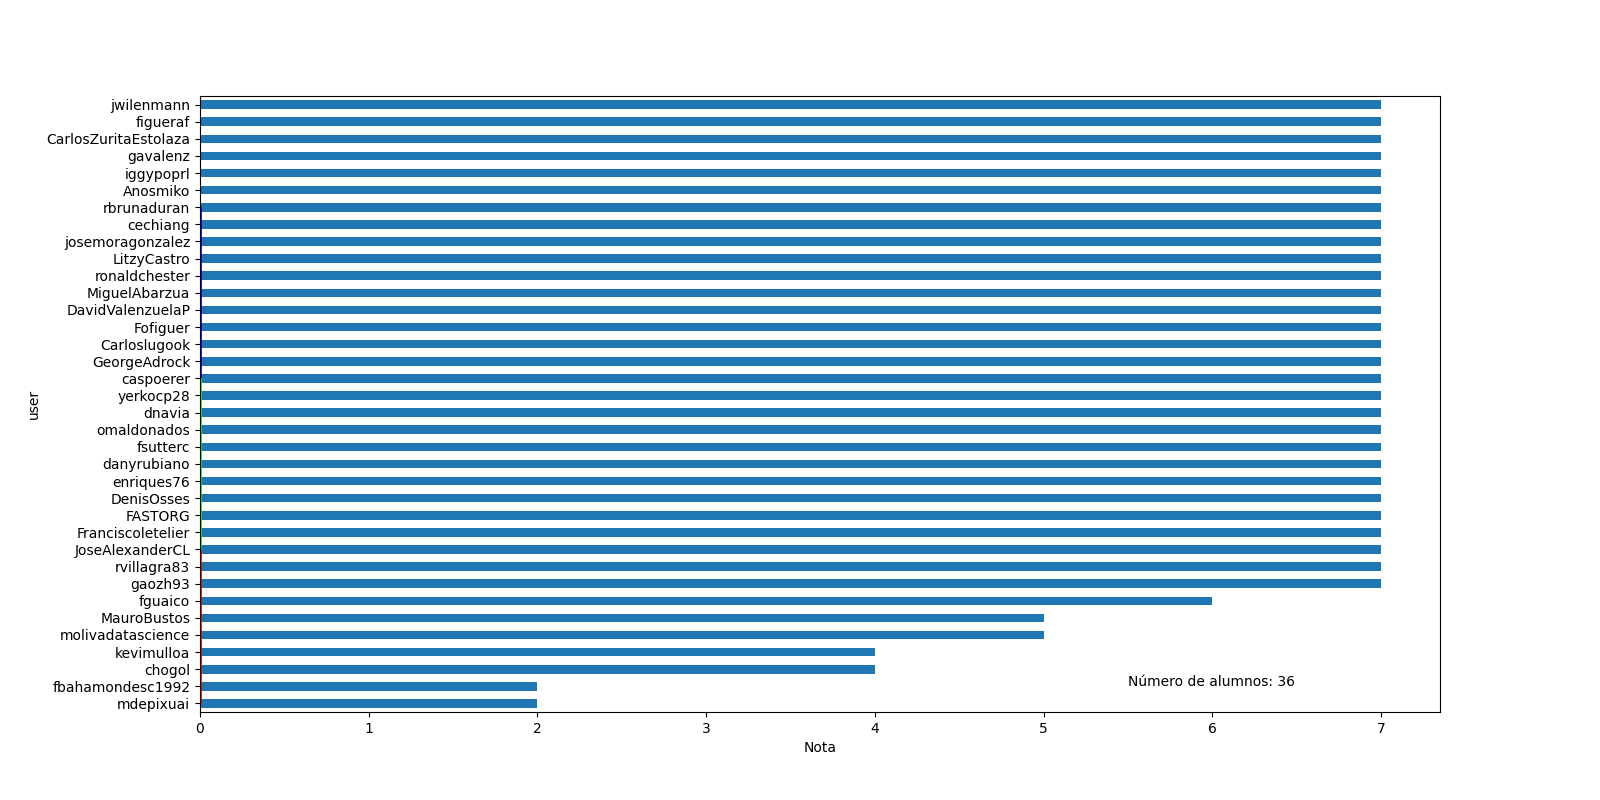 jwilenmann
figueraf
CarlosZuritaEstolaza
gavalenz
iggypoprl
Anosmiko
rbrunaduran
cechiang
josemoragonzalez
LitzyCastro
ronaldchester
MiguelAbarzua
DavidValenzuelaP
Fofiguer
Carloslugook
GeorgeAdrock
caspoerer
yerkocp28
dnavia
omaldonados
fsutterc
danyrubiano
enriques76
DenisOsses
FASTORG
Franciscoletelier
JoseAlexanderCL
rvillagra83
gaozh93
fguaico
MauroBustos
molivadatascience
kevimulloa
chogol
fbahamondesc1992
mdepixuai
user
Número de alumnos: 36
0 1 2 3 4 5 6 7
Nota